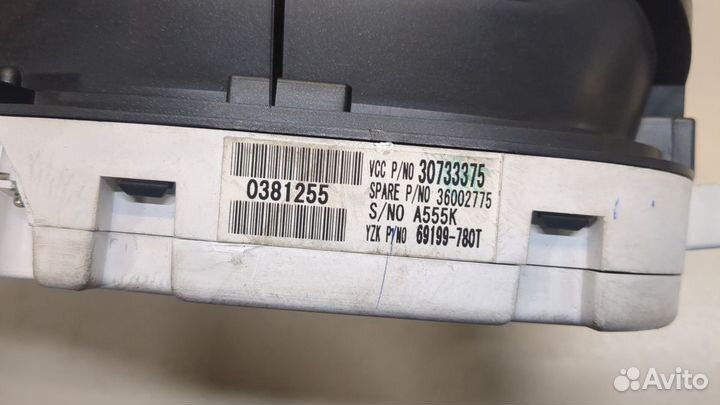 0381255
VCC P/NO 30733375
SPARE P/NO 36002775
S/NO A555K
YZK P/NO 69199-780T
Avito